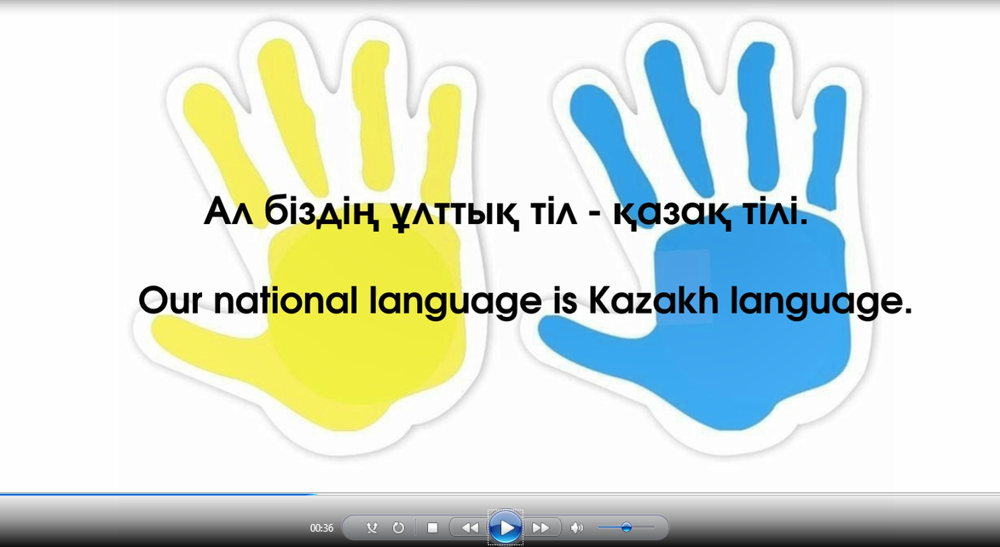 Ал біздің ұлттық тіл - қазақ тілі.
Our national language is Kazakh language.
00:36